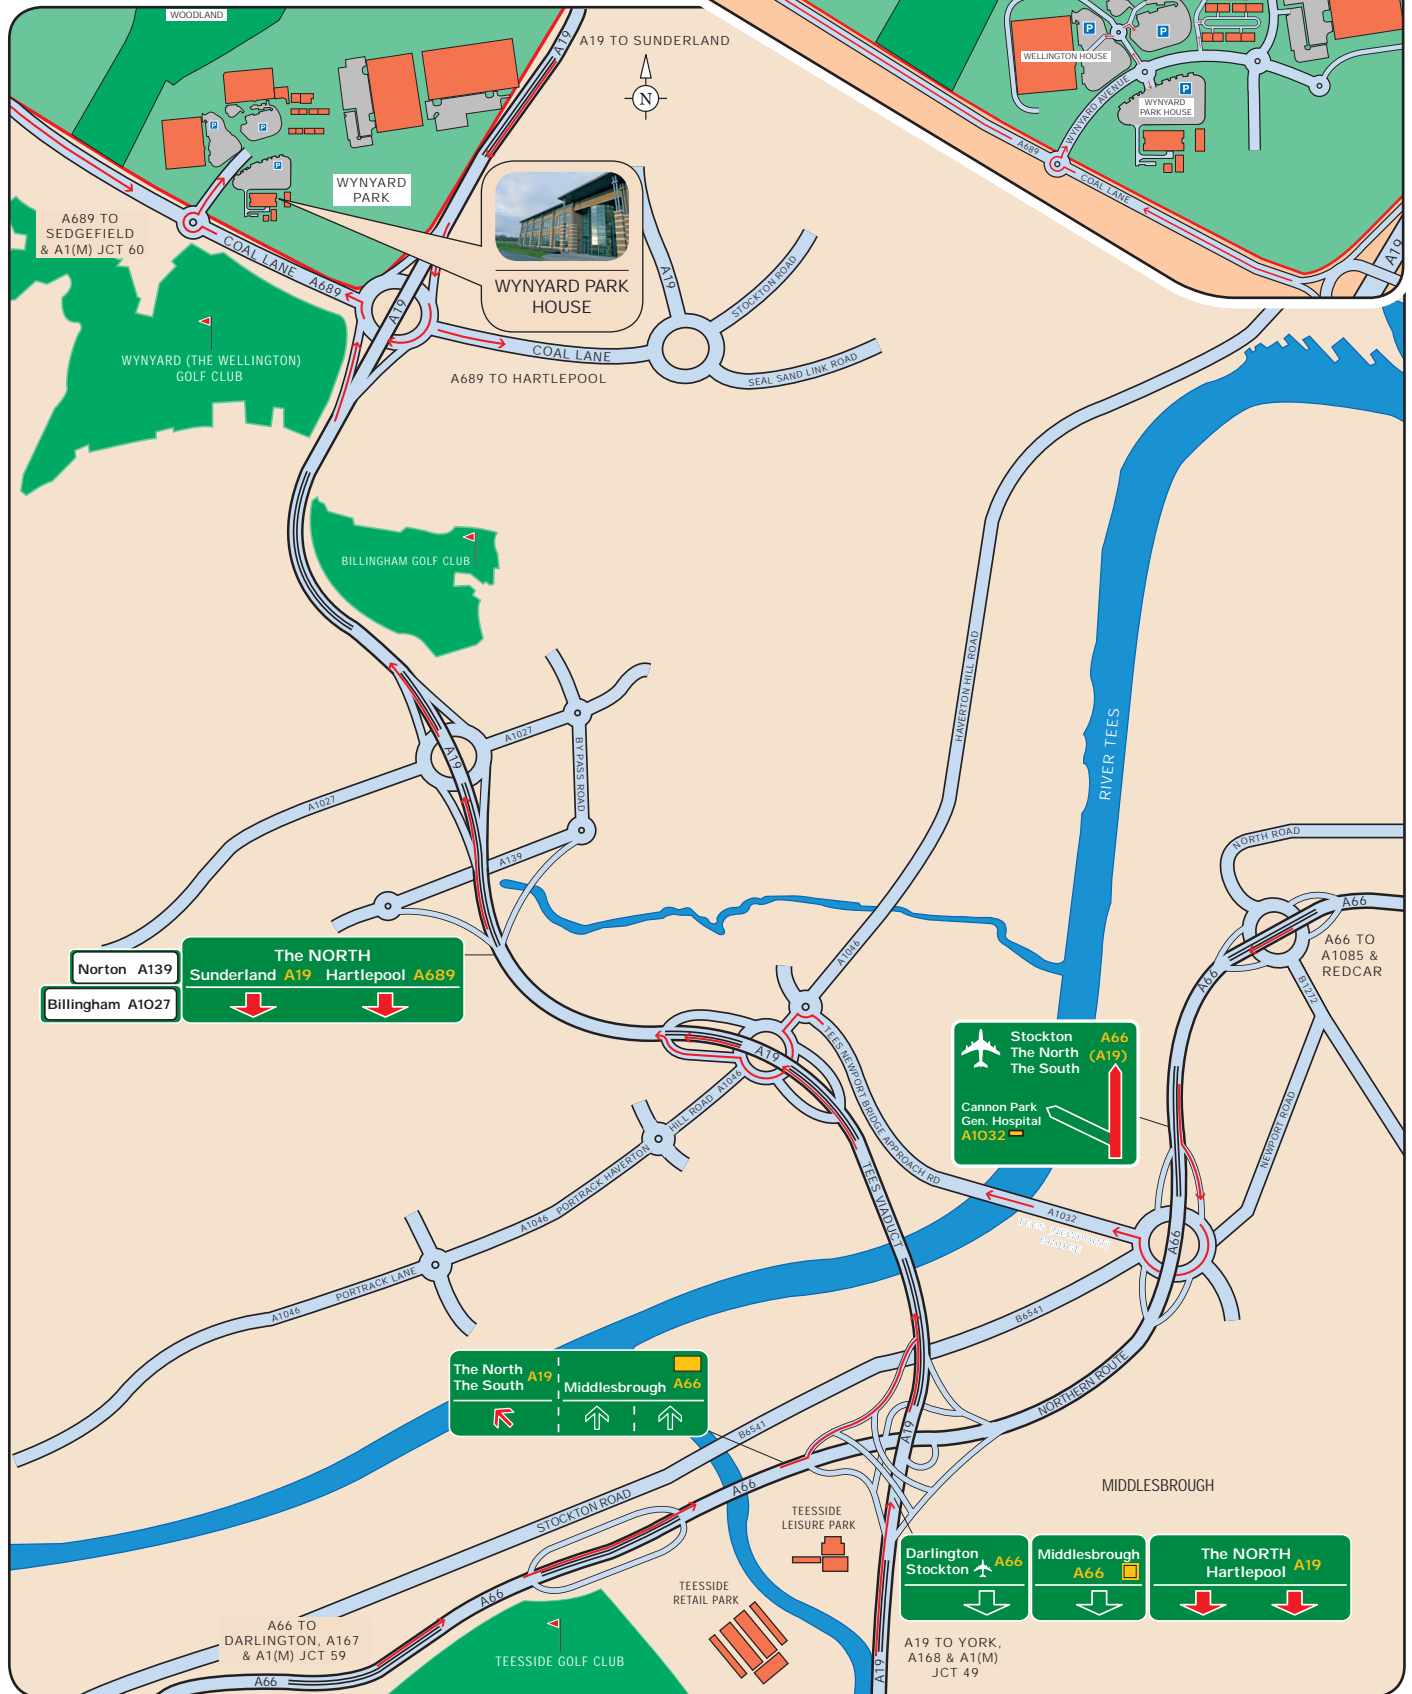 WOODLAND
A19
A19 TO SUNDERLAND
N
P
P
P
WYNYARD
PARK
A689 TO
SEDGEFIELD
& A1(M) JCT 60
COAL LANE
A689
A19
WYNYARD PARK
HOUSE
A19
STOCKTON ROAD
COAL LANE
SEAL SAND LINK ROAD
A689 TO HARTLEPOOL
P
P
P
WELLINGTON HOUSE
WYNYARD AVENUE
WYNYARD
PARK HOUSE
A689
COAL LANE
A19
WYNYARD (THE WELLINGTON)
GOLF CLUB
BILLINGHAM GOLF CLUB
HAVERTON HILL ROAD
RIVER TEES
A1027
BYPASS ROAD
A19
A1027
A139
NORTH ROAD
A66
A66 TO
A1085 &
REDCAR
A66
B1272
NEWPORT ROAD
Norton A139
Billingham A1027
The NORTH
Sunderland A19 Hartlepool A689
A1046
A19
TEES NEWPORT BRIDGE APPROACH RD
HILL ROAD A1046
A1046 PORTRACK HAVERTON
TEES VIADUCT
Stockton A66
The North (A19)
The South
Cannon Park
Gen. Hospital
A1032
A1032
TEES NEWPORT
BRIDGE
A66
A1046 PORTRACK LANE
B6541
NORTHERN ROUTE
The North A19
The South
Middlesbrough A66
B6541
A19
A66
STOCKTON ROAD
MIDDLESBROUGH
TEESSIDE
LEISURE PARK
Darlington A66
Stockton
Middlesbrough
A66
The NORTH A19
Hartlepool
TEESSIDE
RETAIL PARK
A66
A66 TO
DARLINGTON, A167
& A1(M) JCT 59
TEESSIDE GOLF CLUB
A19 TO YORK,
A168 & A1(M)
JCT 49
A19
A66